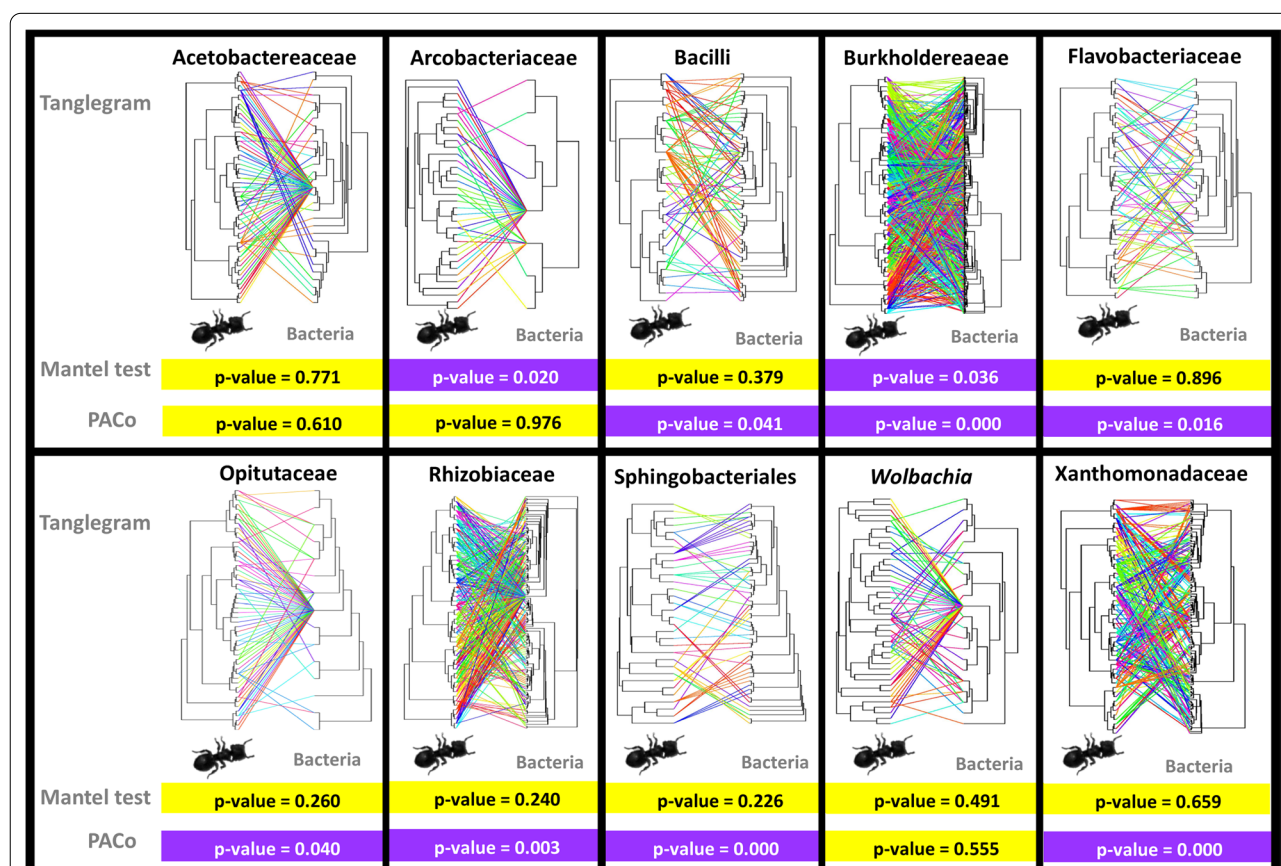 Acetobactereaceae Arcobacteriaceae Bacilli Burkholdereaeae Flavobacteriaceae
Tanglegram
Bacteria Bacteria Bacteria Bacteria Bacteria
Mantel test p-value = 0.771 p-value = 0.020 p-value = 0.379 p-value = 0.036 p-value = 0.896
PACo p-value = 0.610 p-value = 0.976 p-value = 0.041 p-value = 0.000 p-value = 0.016
Opitutaceae Rhizobiaceae Sphingobacteriales Wolbachia Xanthomonadaceae
Tanglegram
Bacteria Bacteria Bacteria Bacteria Bacteria
Mantel test p-value = 0.260 p-value = 0.240 p-value = 0.226 p-value = 0.491 p-value = 0.659
PACo p-value = 0.040 p-value = 0.003 p-value = 0.000 p-value = 0.555 p-value = 0.000